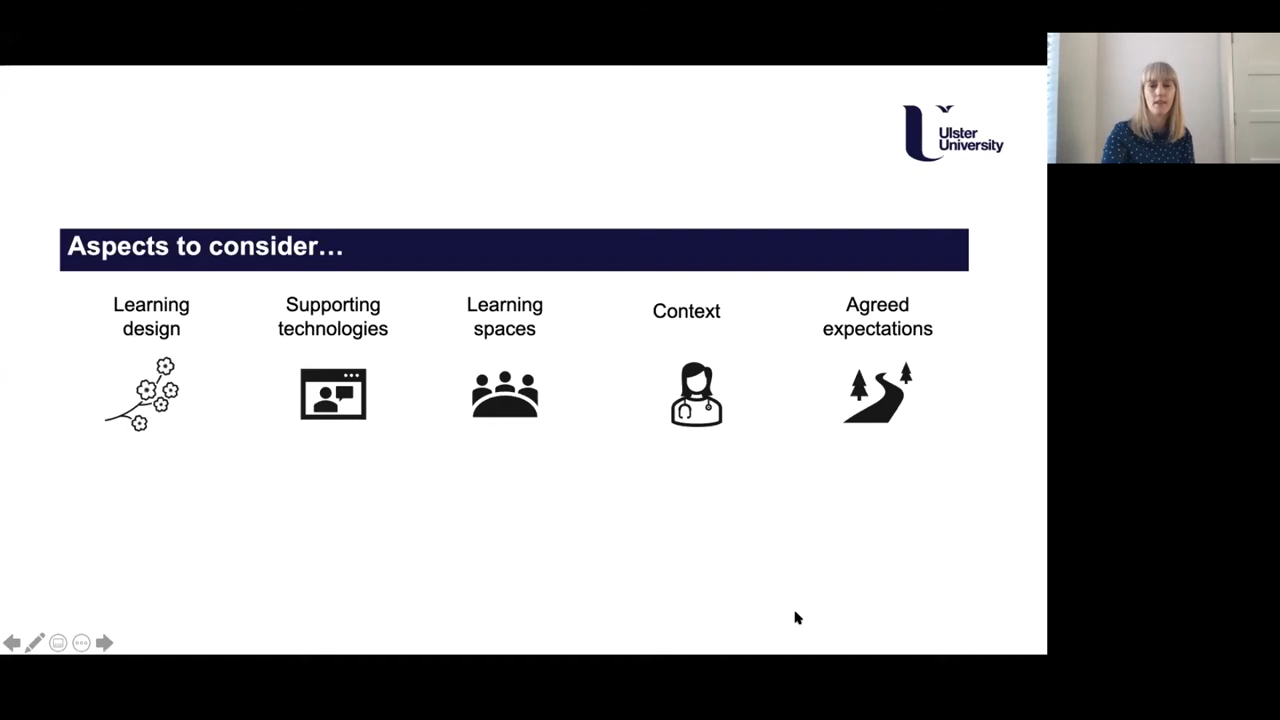 Ulster
University
Aspects to consider…
Learning
design
Supporting
technologies
Learning
spaces
Context
Agreed
expectations